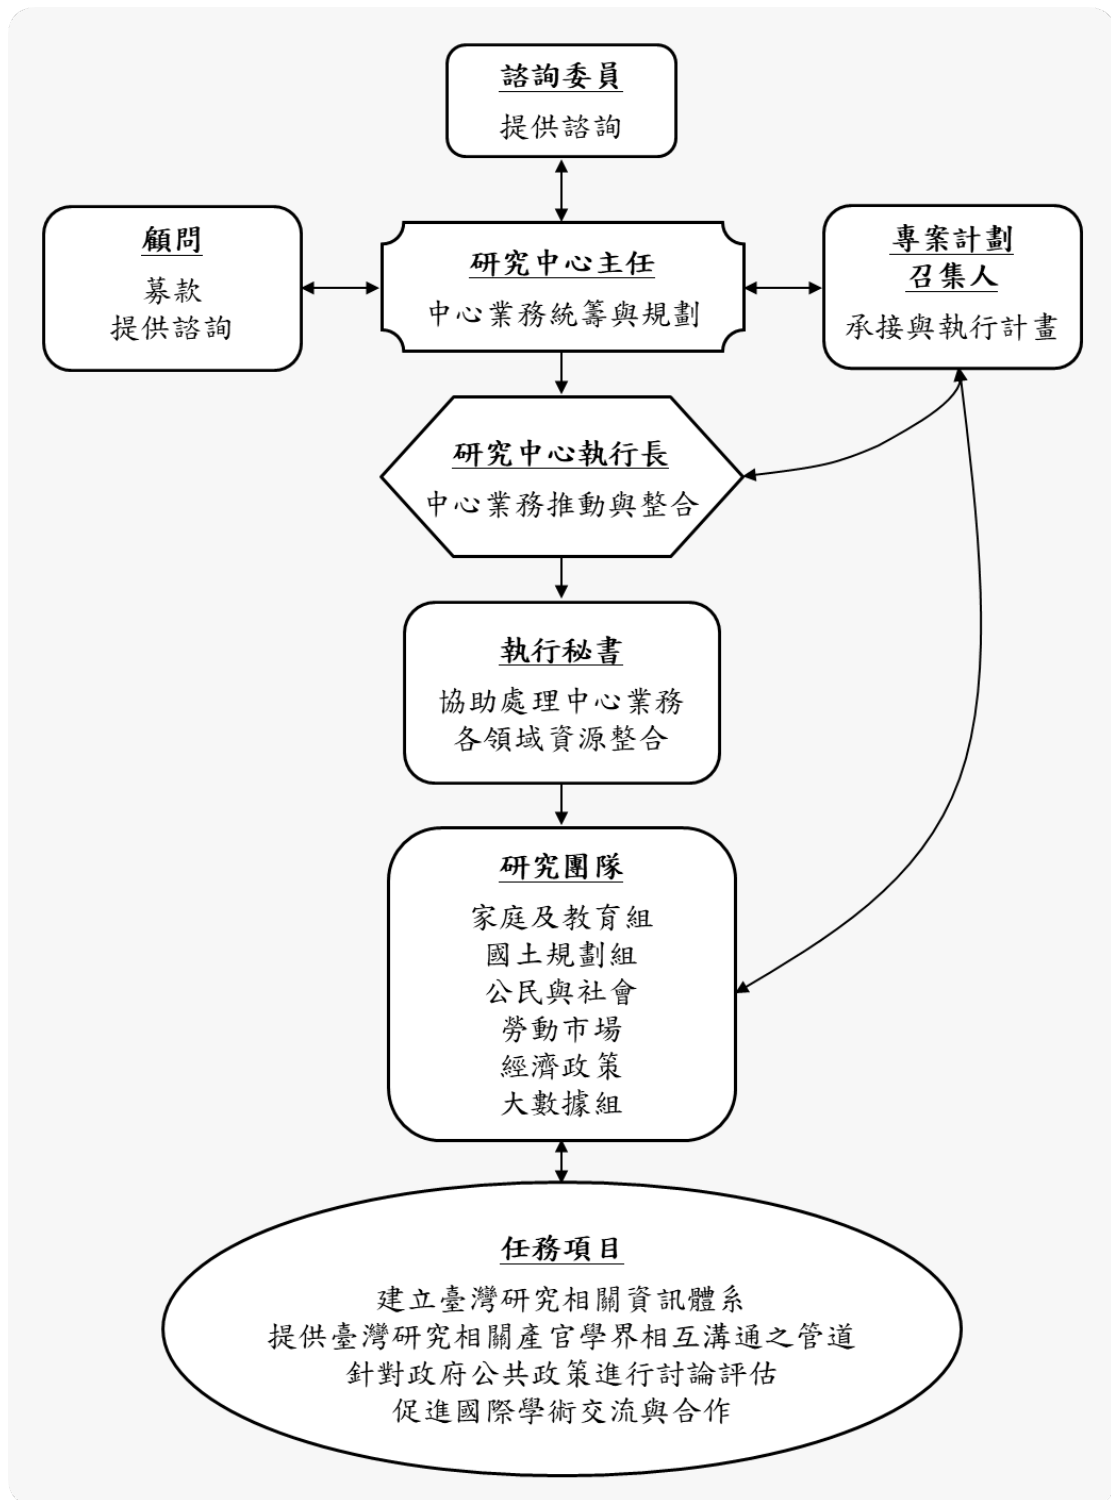 諮詢委員
提供諮詢
顧問
募款
提供諮詢
研究中心主任
中心業務統籌與規劃
專案計劃
召集人
承接與執行計畫
研究中心執行長
中心業務推動與整合
執行秘書
協助處理中心業務
各領域資源整合
研究團隊
家庭及教育組
國土規劃組
公民與社會
勞動市場
經濟政策
大數據組
任務項目
建立臺灣研究相關資訊體系
提供臺灣研究相關產官學界相互溝通之管道
針對政府公共政策進行討論評估
促進國際學術交流與合作